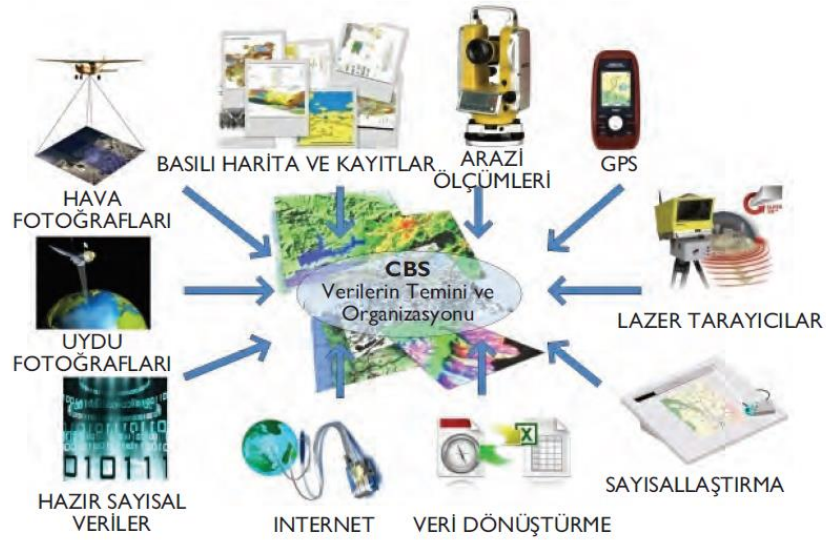 BASILI HARİTA VE KAYITLAR
ARAZİ
ÖLÇÜMLERİ
GPS
HAVA
FOTOĞRAFLARI
CBS
Verilerin Temini ve
Organizasyonu
LAZER TARAYICILAR
UYDU
FOTOĞRAFLARI
010111
HAZIR SAYISAL
VERİLER
INTERNET
VERİ DÖNÜŞTÜRME
SAYISALLAŞTIRMA